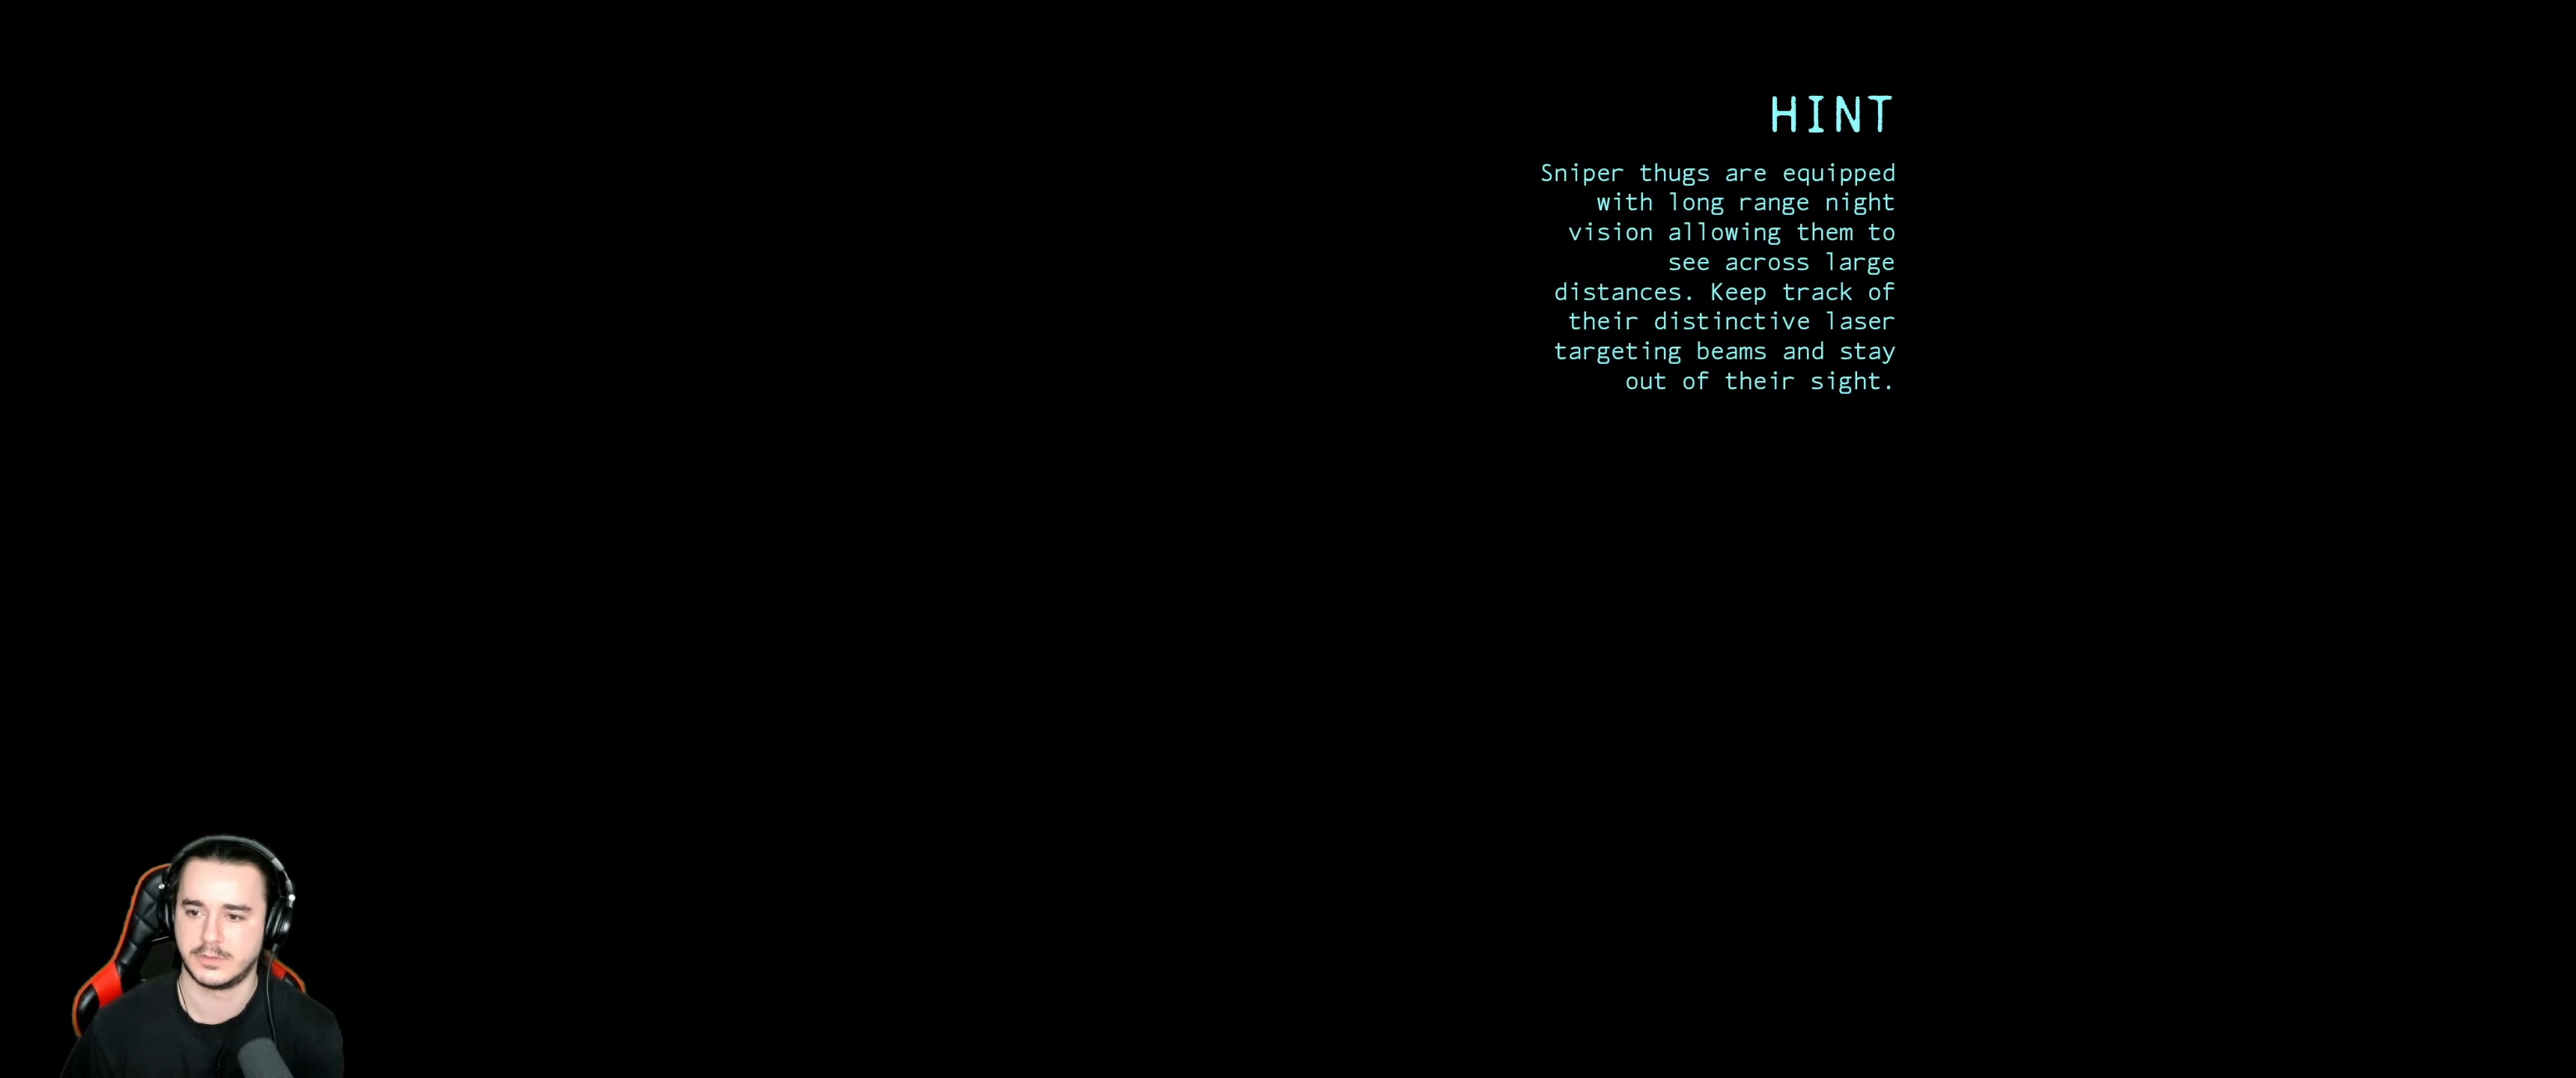 HINT
Sniper thugs are equipped
with long range night
vision allowing them to
see across large
distances. Keep track of
their distinctive laser
targeting beams and stay
out of their sight.